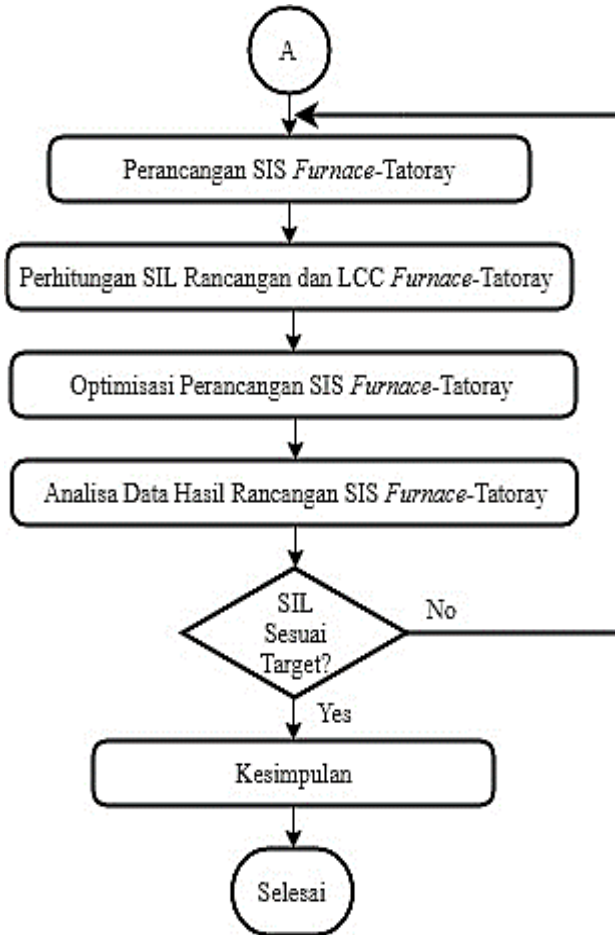 A
Perancangan SIS Furnace-Tatoray
Perhitungan SIL Rancangan dan LCC Furnace-Tatoray
Optimisasi Perancangan SIS Furnace-Tatoray
Analisa Data Hasil Rancangan SIS Furnace-Tatoray
SIL
Sesuai
Target?
No
Yes
Kesimpulan
Selesai